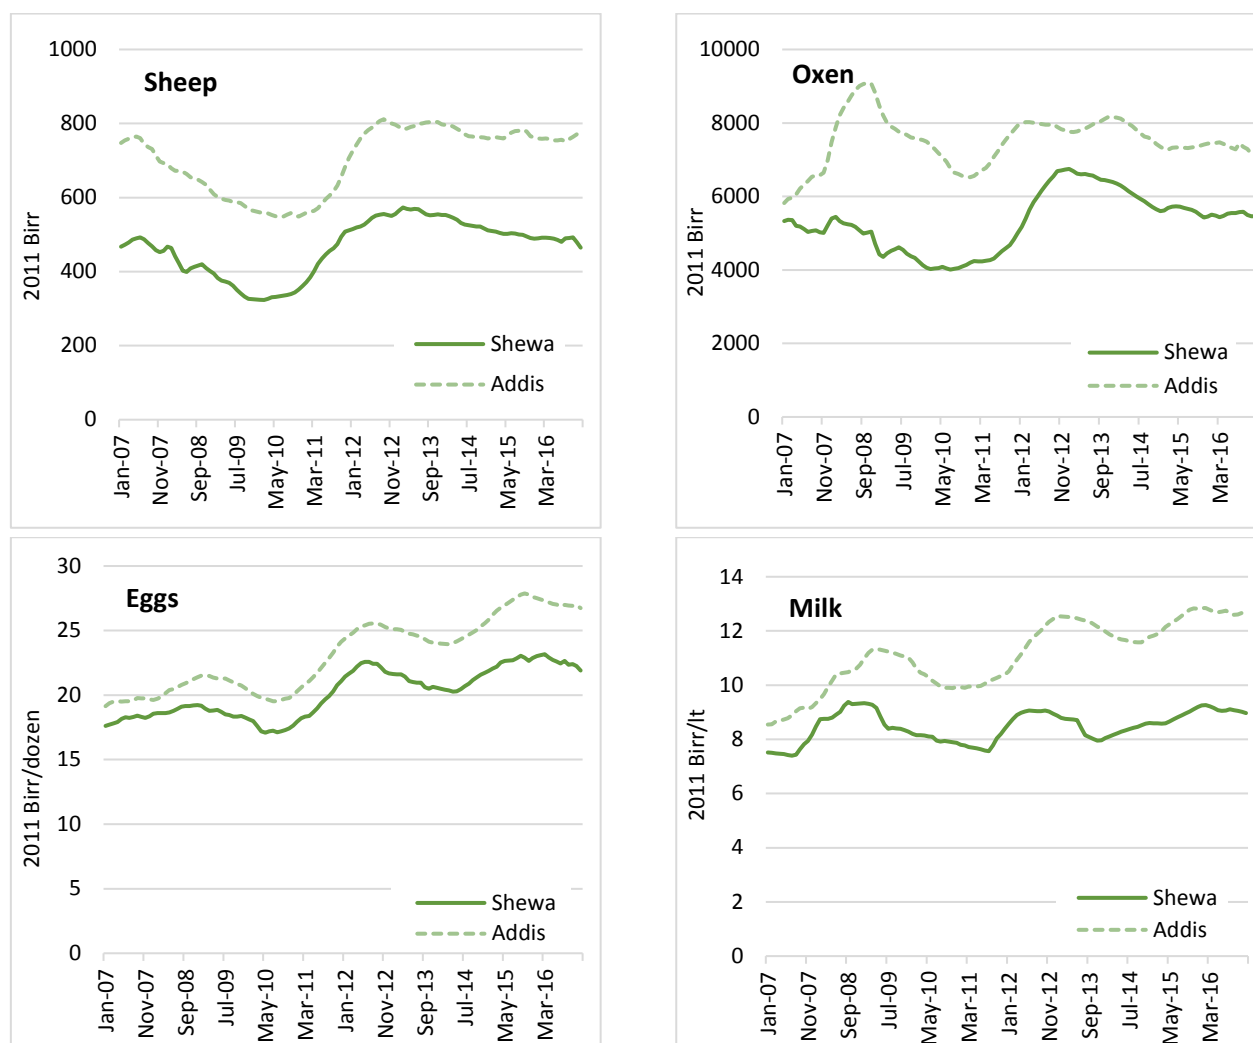 Sheep
1000
800
600
400
200
0
2011 Birr
Shewa
Addis
Jan-07
Nov-07
Sep-08
Jul-09
May-10
Mar-11
Jan-12
Nov-12
Sep-13
Jul-14
May-15
Mar-16
Oxen
10000
8000
6000
4000
2000
0
2011 Birr
Shewa
Addis
Jan-07
Nov-07
Sep-08
Jul-09
May-10
Mar-11
Jan-12
Nov-12
Sep-13
Jul-14
May-15
Mar-16
Eggs
30
25
20
15
10
5
0
2011 Birr/dozen
Shewa
Addis
Jan-07
Nov-07
Sep-08
Jul-09
May-10
Mar-11
Jan-12
Nov-12
Sep-13
Jul-14
May-15
Mar-16
Milk
14
12
10
8
6
4
2
0
2011 Birr/lt
Shewa
Addis
Jan-07
Nov-07
Sep-08
Jul-09
May-10
Mar-11
Jan-12
Nov-12
Sep-13
Jul-14
May-15
Mar-16